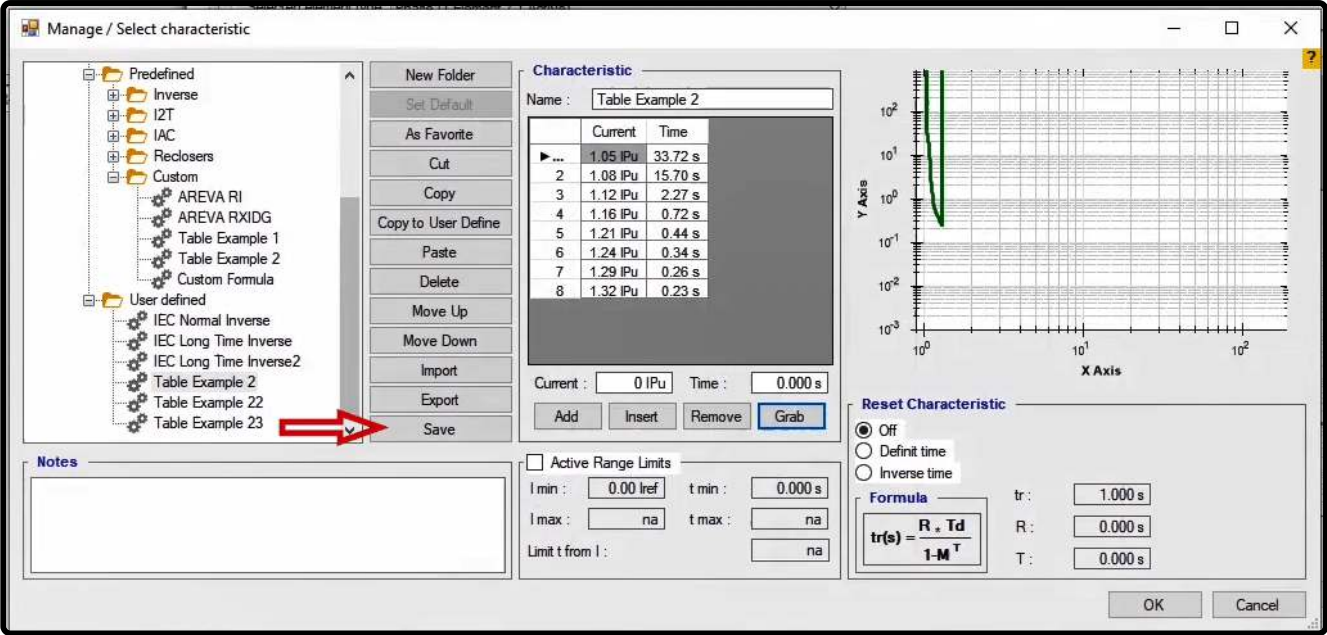 Manage / Select characteristic
?
Predefined
Inverse
I2T
IAC
Reclosers
Custom
AREVA RI
AREVA RXIDG
Table Example 1
Table Example 2
Custom Formula
User defined
IEC Normal Inverse
IEC Long Time Inverse
IEC Long Time Inverse2
Table Example 2
Table Example 22
Table Example 23
New Folder
Set Default
As Favorite
Cut
Copy
Copy to User Define
Paste
Delete
Move Up
Move Down
Import
Export
Save
Characteristic
Name : Table Example 2
Current Time
... 1.05 IPu 33.72 s
2 1.08 IPu 15.70 s
3 1.12 IPu 2.27 s
4 1.16 IPu 0.72 s
5 1.21 IPu 0.44 s
6 1.24 IPu 0.34 s
7 1.29 IPu 0.26 s
8 1.32 IPu 0.23 s
Current : 0 IPu Time : 0.000 s
Add Insert Remove Grab
Y Axis
10²
10¹
10⁰
10⁻¹
10⁻²
10⁻³
10⁰ 10¹ 10²
X Axis
Notes
Active Range Limits
I min : 0.00 Iref t min : 0.000 s
I max : na t max : na
Limit t from I : na
Reset Characteristic
Off
Definit time
Inverse time
Formula
tr(s) = R * Td / 1-M^T
tr : 1.000 s
R : 0.000 s
T : 0.000 s
OK Cancel